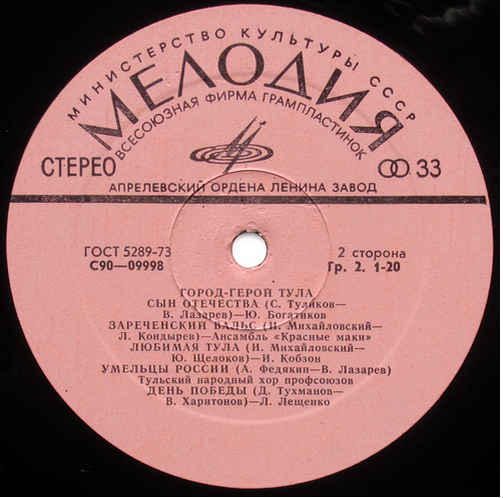 МИНИСТЕРСТВО КУЛЬТУРЫ СССР
МЕЛОДИЯ
ВСЕСОЮЗНАЯ ФИРМА ГРАМПЛАСТИНОК
СТЕРЕО
33
АПРЕЛЕВСКИЙ ОРДЕНА ЛЕНИНА ЗАВОД
ГОСТ 5289-73
2 сторона
С90—09998
Гр. 2. 1-20
ГОРОД-ГЕРОЙ ТУЛА
СЫН ОТЕЧЕСТВА (С. Туликов—
В. Лазарев)—Ю. Богатиков
ЗАРЕЧЕНСКИЙ ВАЛЬС (И. Михайловский—
Л. Кондырев)—Ансамбль «Красные маки»
ЛЮБИМАЯ ТУЛА (И. Михайловский—
Ю. Щелоков)—И. Кобзон
УМЕЛЬЦЫ РОССИИ (А. Федякин—В. Лазарев)
Тульский народный хор профсоюзов
ДЕНЬ ПОБЕДЫ (Д. Тухманов—
В. Харитонов)—Л. Лещенко